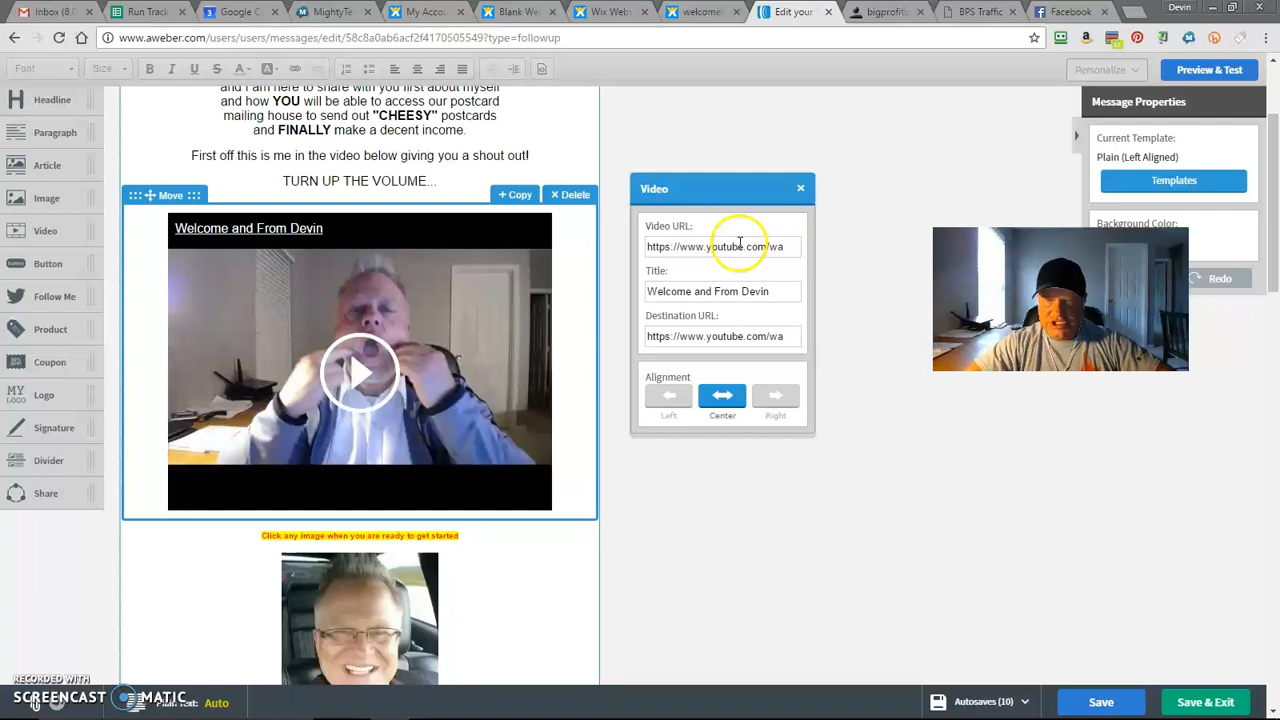 Devin
Inbox (8.0
Run Track
Google C
MightyTe
My Accou
Blank We
Wix Webs
welcomel
Edit your
bigprofits
BPS Traffic
Facebook
www.aweber.com/users/users/messages/edit/58c8a0ab6acf2f4170505549?type=followup
Font
Size
B I U S A A
Personalize
Preview & Test
Headline
Paragraph
Article
Image
Video
Button
Follow Me
Product
Coupon
MY LOGO
Logo
Signature
Divider
Share
and I am here to share with you first about myself
and how YOU will be able to access our postcard
mailing house to send out "CHEESY" postcards
and FINALLY make a decent income.
First off this is me in the video below giving you a shout out!
TURN UP THE VOLUME...
Move
+ Copy
× Delete
Welcome and From Devin
Click any image when you are ready to get started
Video
×
Video URL:
https://www.youtube.com/wa
Title:
Welcome and From Devin
Destination URL:
https://www.youtube.com/wa
Alignment
Left
Center
Right
Message Properties
Current Template:
Plain (Left Aligned)
Templates
Background Color:
Redo
RECORDED WITH
SCREENCAST MATIC
Plain Text: Auto
Autosaves (10)
Save
Save & Exit